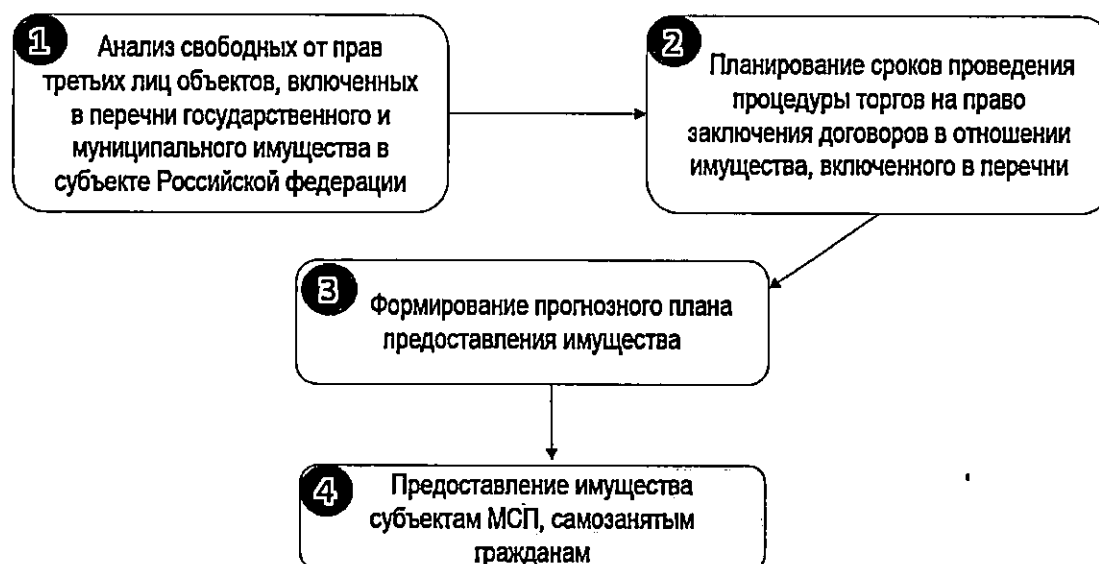 1
Анализ свободных от прав
третьих лиц объектов, включенных
в перечни государственного и
муниципального имущества в
субъекте Российской федерации
2
Планирование сроков проведения
процедуры торгов на право
заключения договоров в отношении
имущества, включенного в перечни
3
Формирование прогнозного плана
предоставления имущества
4
Предоставление имущества
субъектам МСП, самозанятым
гражданам